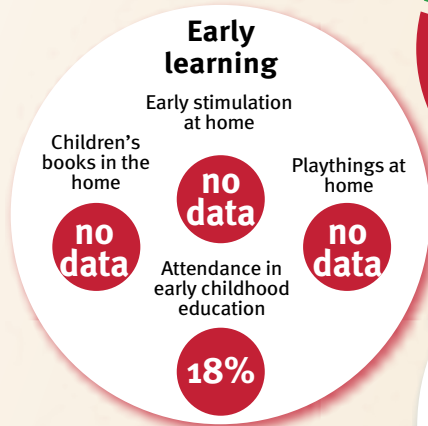 Early
learning
Early stimulation
at home
no
data
Children’s
books in the
home
no
data
Playthings at
home
no
data
Attendance in
early childhood
education
18%